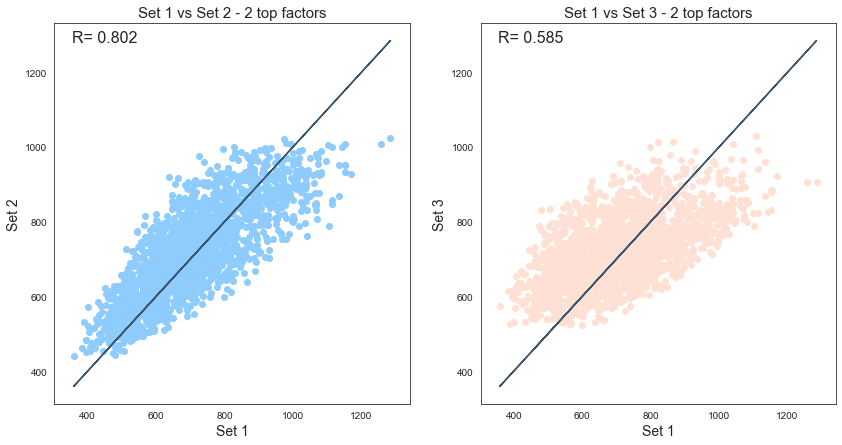 Set 1 vs Set 2 - 2 top factors
R= 0.802
1200
1000
800
600
400
Set 2
400 600 800 1000 1200
Set 1
Set 1 vs Set 3 - 2 top factors
R= 0.585
1200
1000
800
600
400
Set 3
400 600 800 1000 1200
Set 1